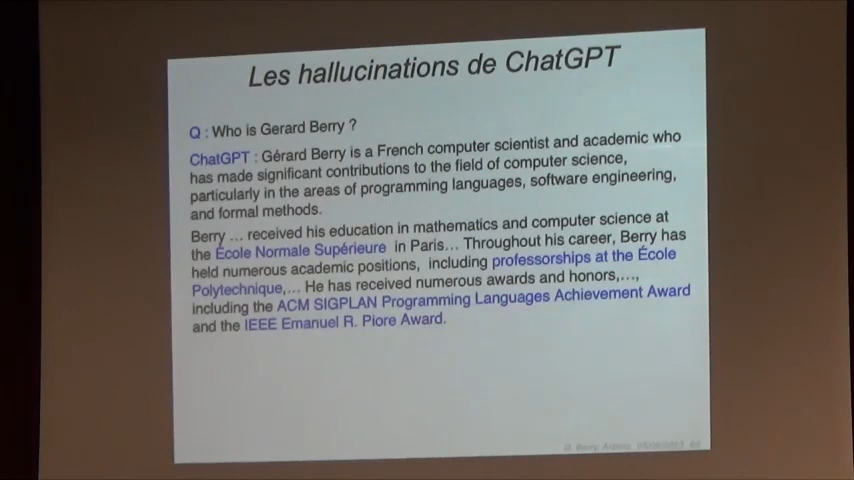 Les hallucinations de ChatGPT
Q : Who is Gerard Berry ?
ChatGPT : Gérard Berry is a French computer scientist and academic who
has made significant contributions to the field of computer science,
particularly in the areas of programming languages, software engineering,
and formal methods.
Berry ... received his education in mathematics and computer science at
the École Normale Supérieure in Paris... Throughout his career, Berry has
held numerous academic positions, including professorships at the École
Polytechnique,... He has received numerous awards and honors,...,
including the ACM SIGPLAN Programming Languages Achievement Award
and the IEEE Emanuel R. Piore Award.
Berry